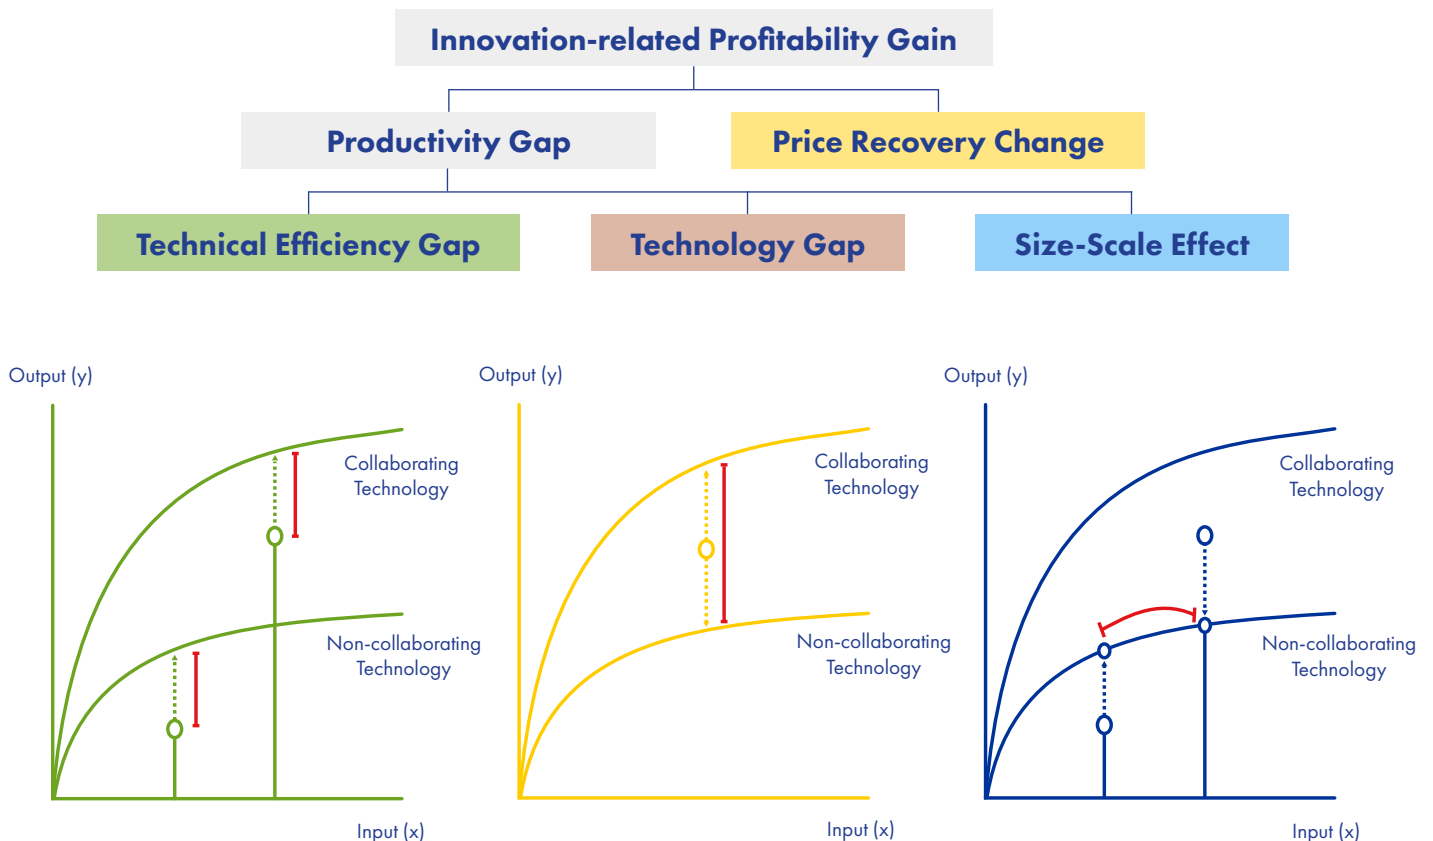 Innovation-related Profitability Gain
Productivity Gap
Price Recovery Change
Technical Efficiency Gap
Technology Gap
Size-Scale Effect
Output (y)
Collaborating
Technology
Non-collaborating
Technology
Input (x)
Output (y)
Collaborating
Technology
Non-collaborating
Technology
Input (x)
Output (y)
Collaborating
Technology
Non-collaborating
Technology
Input (x)